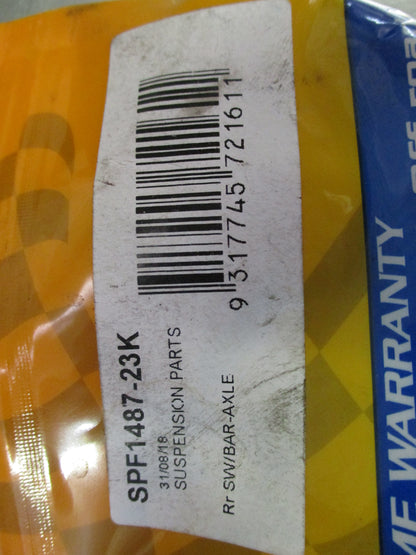 SPF1487-23K
31/08/18
SUSPENSION PARTS
Rr SW/BAR-AXLE
9 317745 721611
WARRANTY